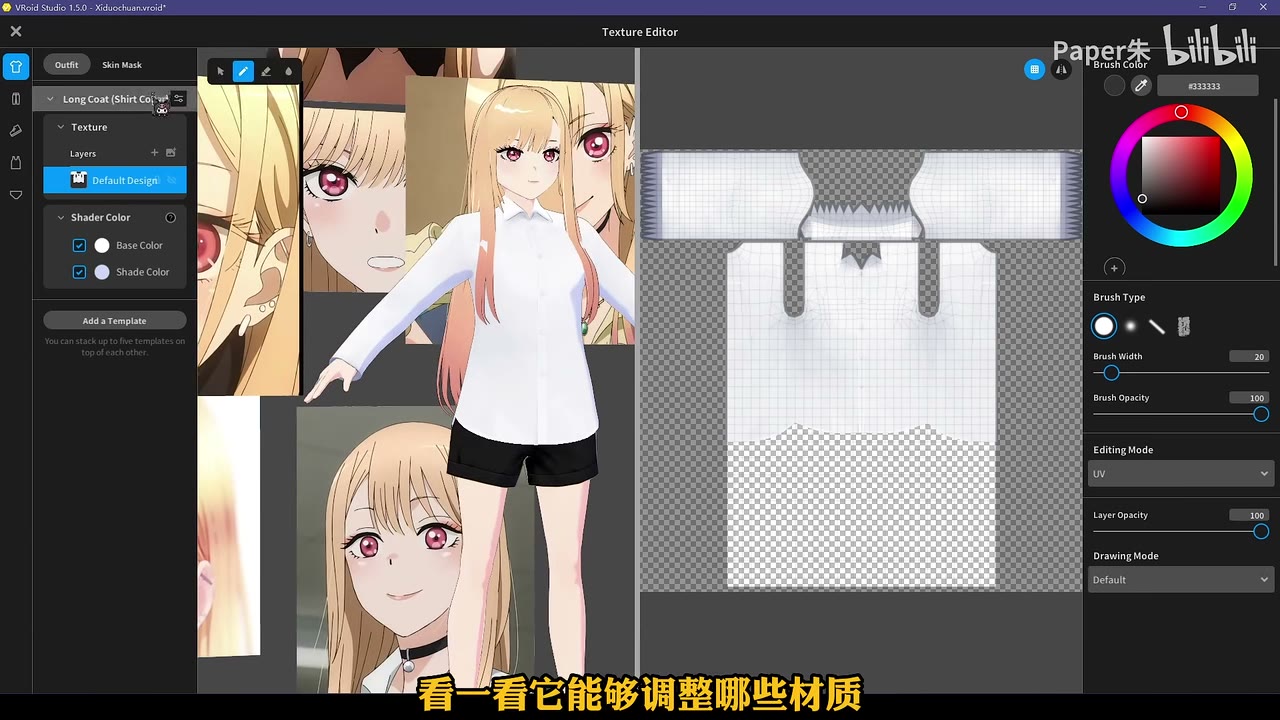 VRoid Studio 1.5.0 - Xiduochuan.vroid*
Texture Editor
Paper朱 bilibili
Outfit
Skin Mask
Long Coat (Shirt Co
Texture
Layers
Default Design
Shader Color
Base Color
Shade Color
Add a Template
You can stack up to five templates on
top of each other.
Brush Color
#333333
Brush Type
Brush Width
20
Brush Opacity
100
Editing Mode
UV
Layer Opacity
100
Drawing Mode
Default
看一看它能够调整哪些材质